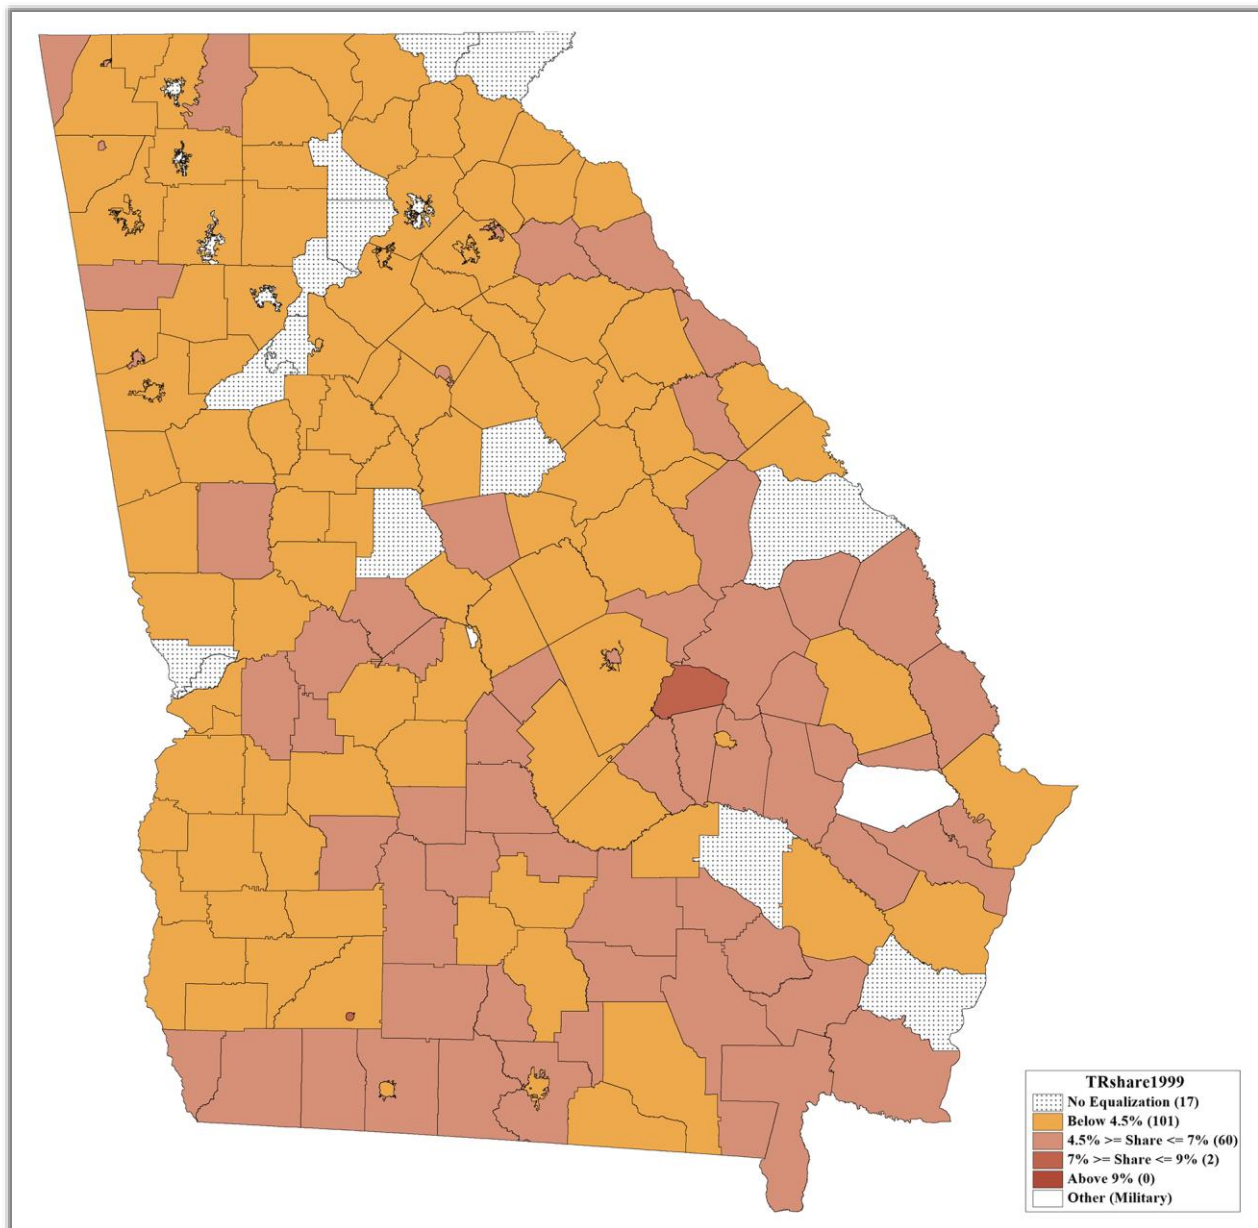 TRshare1999
No Equalization (17)
Below 4.5% (101)
4.5% >= Share <= 7% (60)
7% >= Share <= 9% (2)
Above 9% (0)
Other (Military)